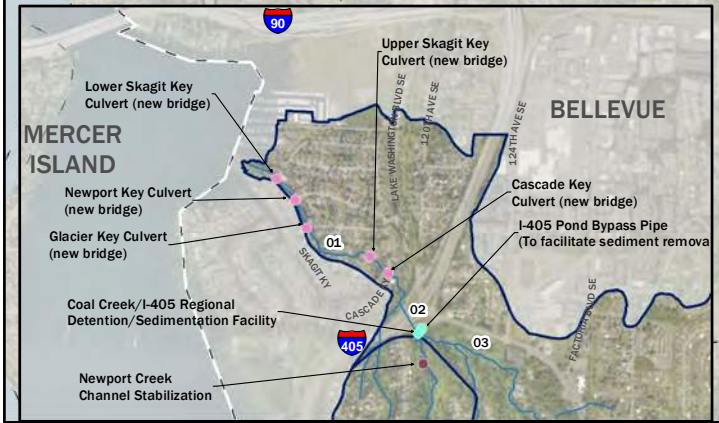 90
Upper Skagit Key
Culvert (new bridge)
Lower Skagit Key
Culvert (new bridge)
LAKE WASHINGTON BLVD SE
120TH AVE SE
124TH AVE SE
BELLEVUE
MERCER
ISLAND
Newport Key Culvert
(new bridge)
Cascade Key
Culvert (new bridge)
Glacier Key Culvert
(new bridge)
I-405 Pond Bypass Pipe
(To facilitate sediment remova
01
SKAGIT KY
CASCADE KY
Coal Creek/I-405 Regional
Detention/Sedimentation Facility
02
03
FACTORIA BLVD SE
405
Newport Creek
Channel Stabilization